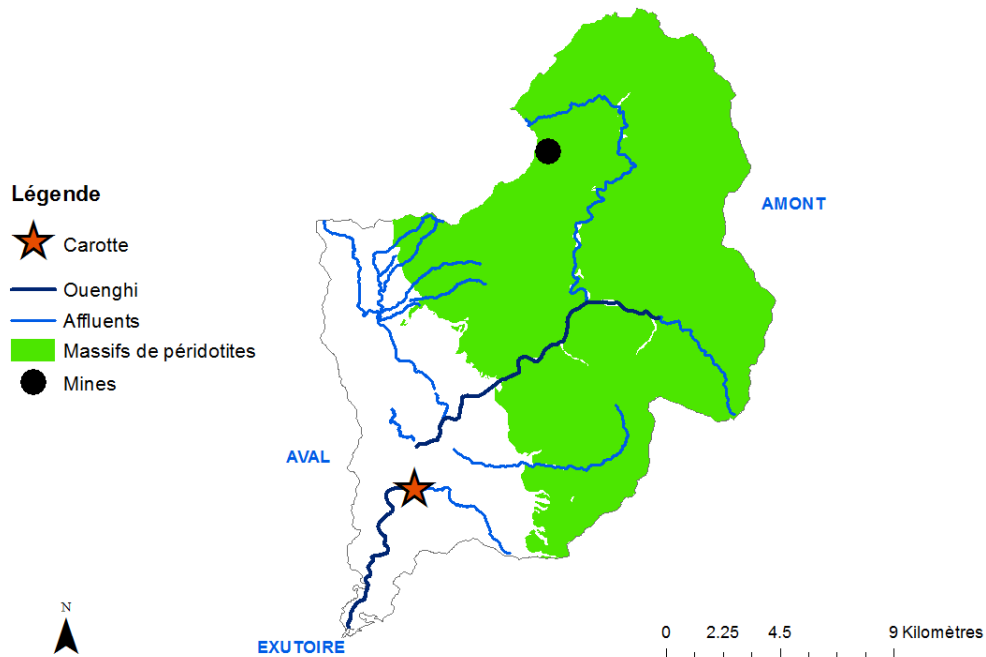 AMONT
Légende
Carotte
Ouenghi
Affluents
Massifs de péridotites
Mines
AVAL
N
EXUTOIRE
0 2.25 4.5 9 Kilomètres